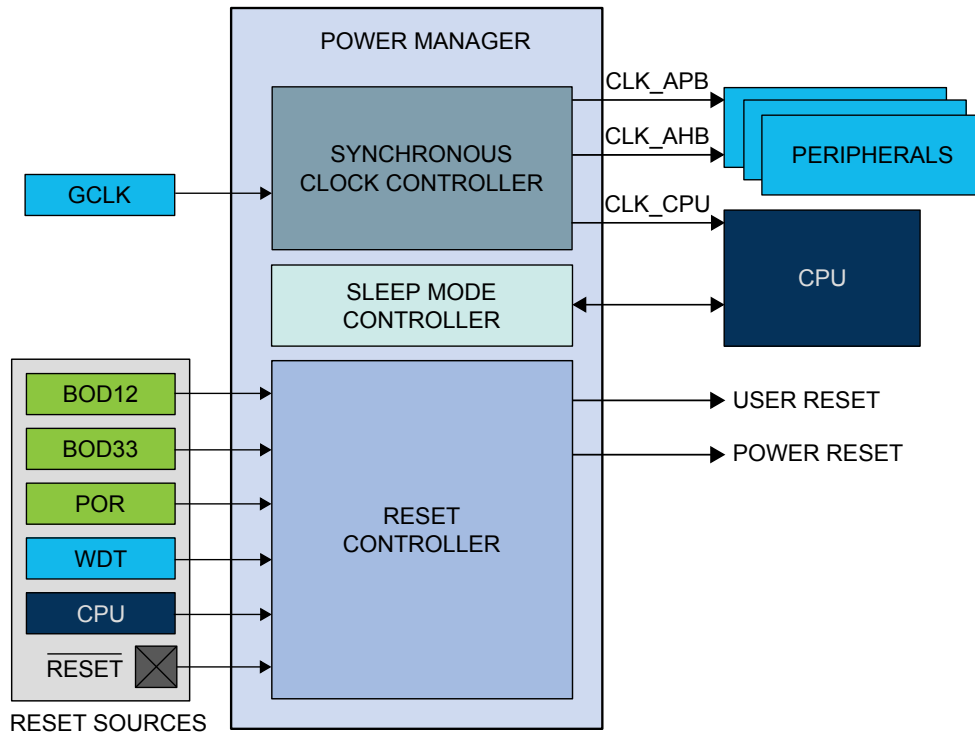 POWER MANAGER
CLK_APB
SYNCHRONOUS
CLOCK CONTROLLER
CLK_AHB
PERIPHERALS
GCLK
CLK_CPU
CPU
SLEEP MODE
CONTROLLER
BOD12
BOD33
POR
WDT
CPU
RESET
RESET SOURCES
RESET
CONTROLLER
USER RESET
POWER RESET